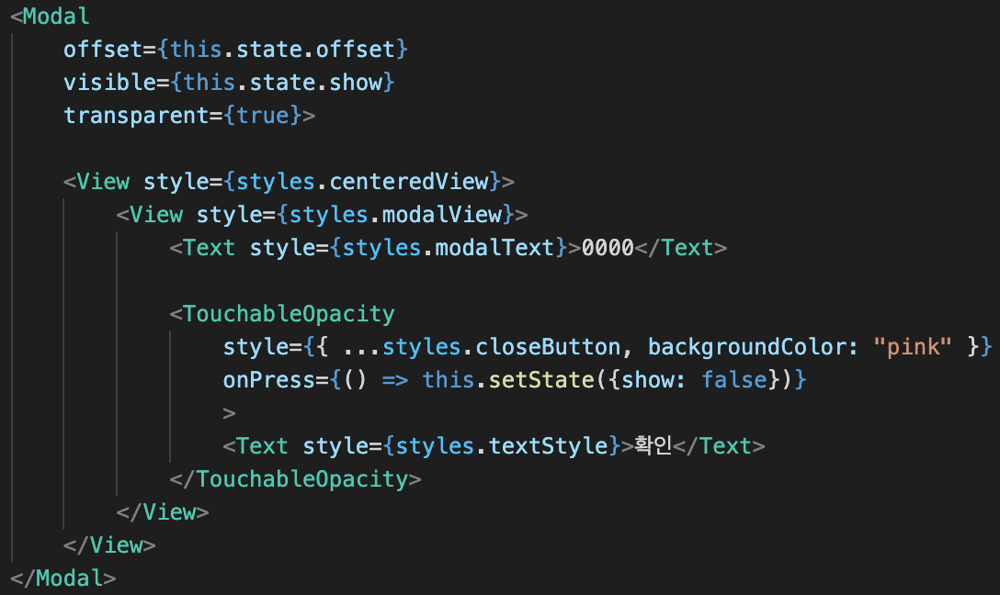 <Modal
offset={this.state.offset}
visible={this.state.show}
transparent={true}>
<View style={styles.centeredView}>
<View style={styles.modalView}>
<Text style={styles.modalText}>0000</Text>
<TouchableOpacity
style={{ ...styles.closeButton, backgroundColor: "pink" }}
onPress={() => this.setState({show: false})}
>
<Text style={styles.textStyle}>확인</Text>
</TouchableOpacity>
</View>
</View>
</Modal>